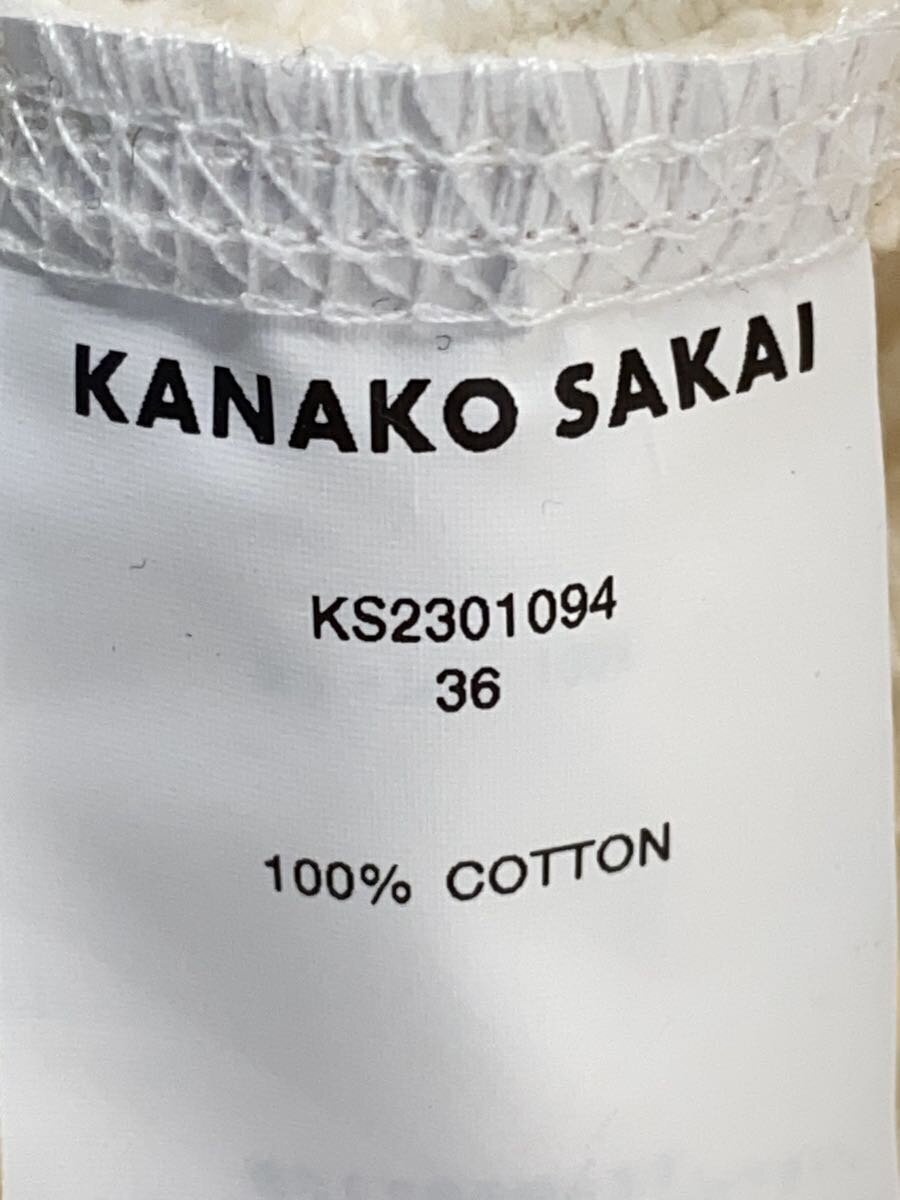 KANAKO SAKAI
KS2301094
36
100% COTTON